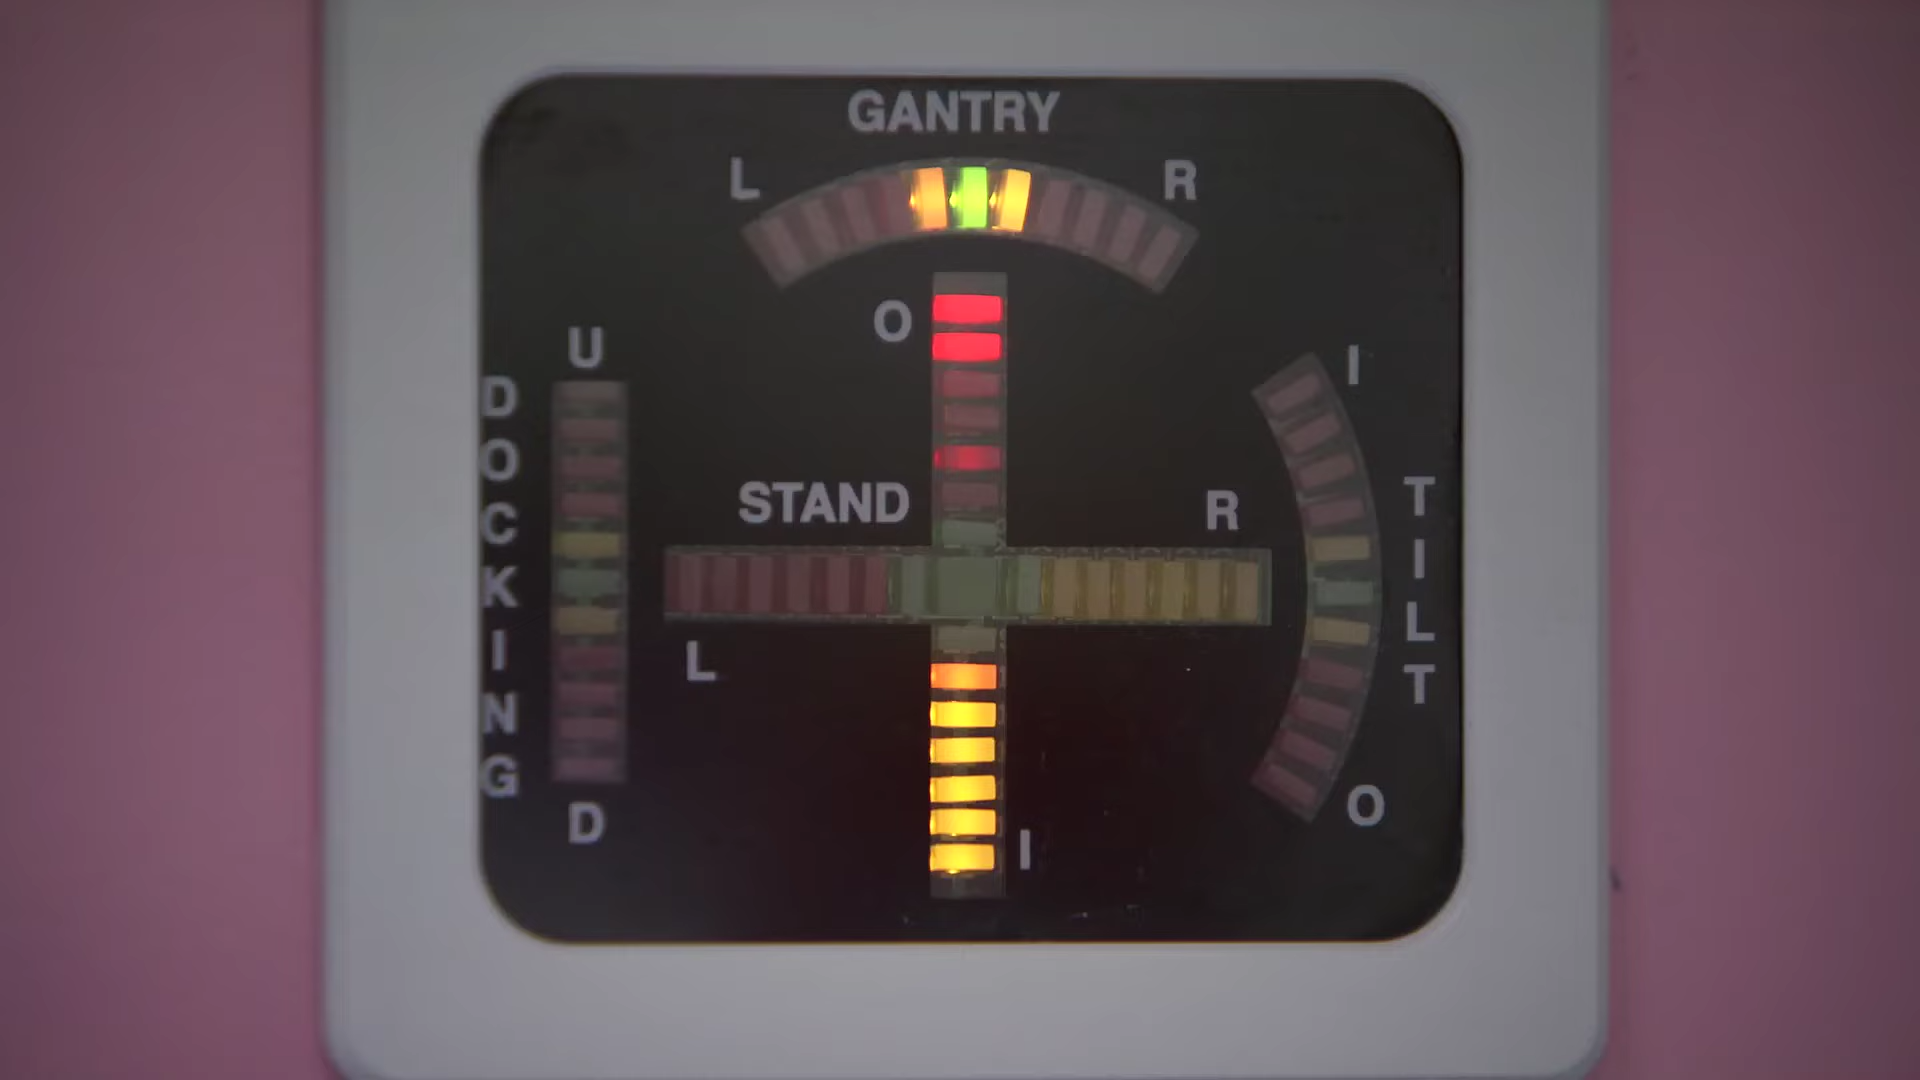 GANTRY
L R
O
U I
DOCKING
STAND R
TILT
L
D I O